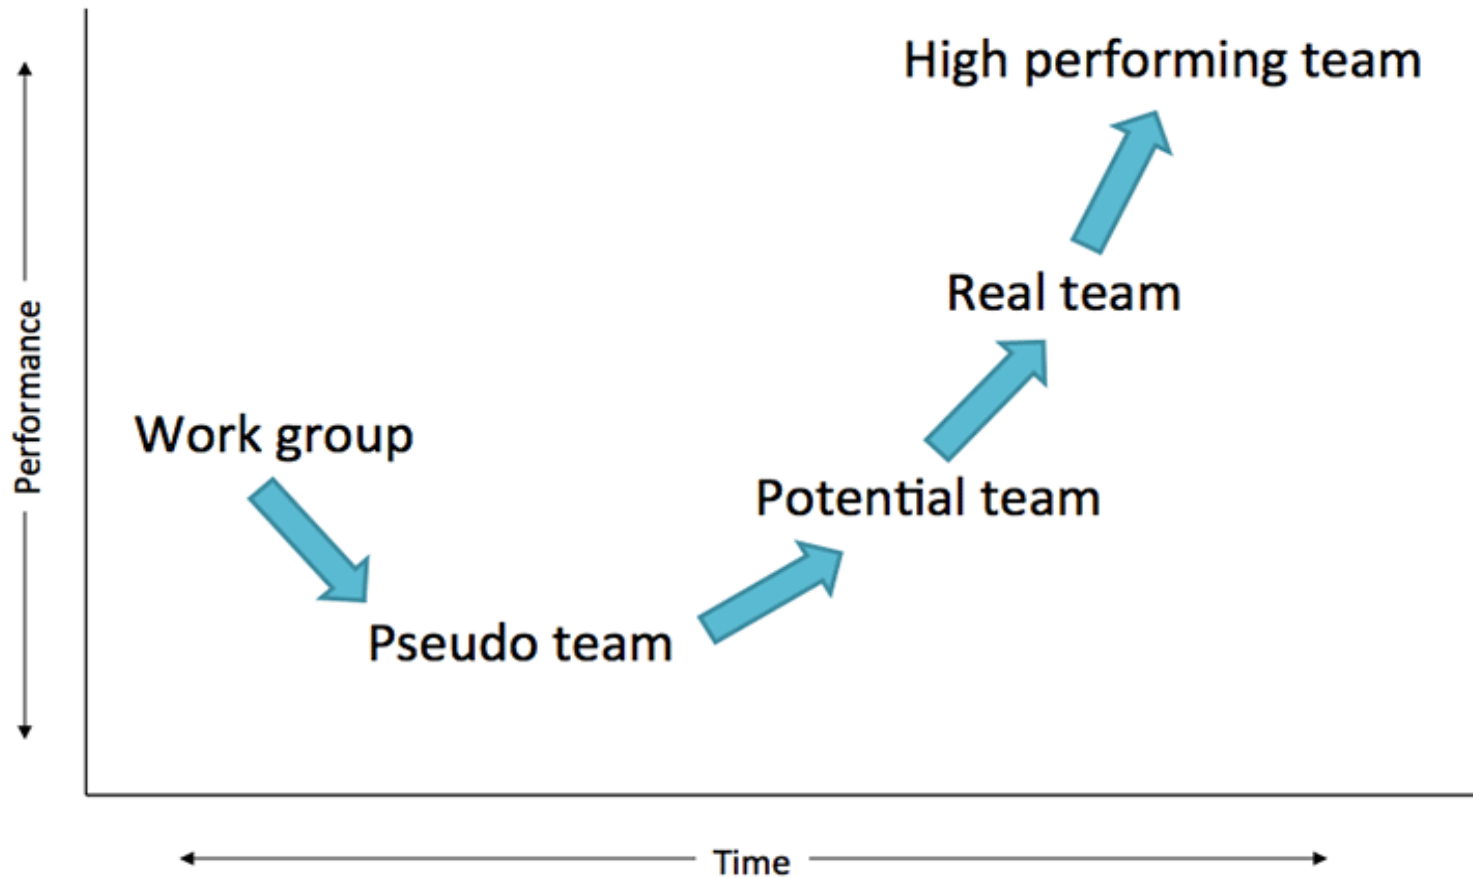 High performing team
Real team
Work group
Potential team
Pseudo team
Performance
Time